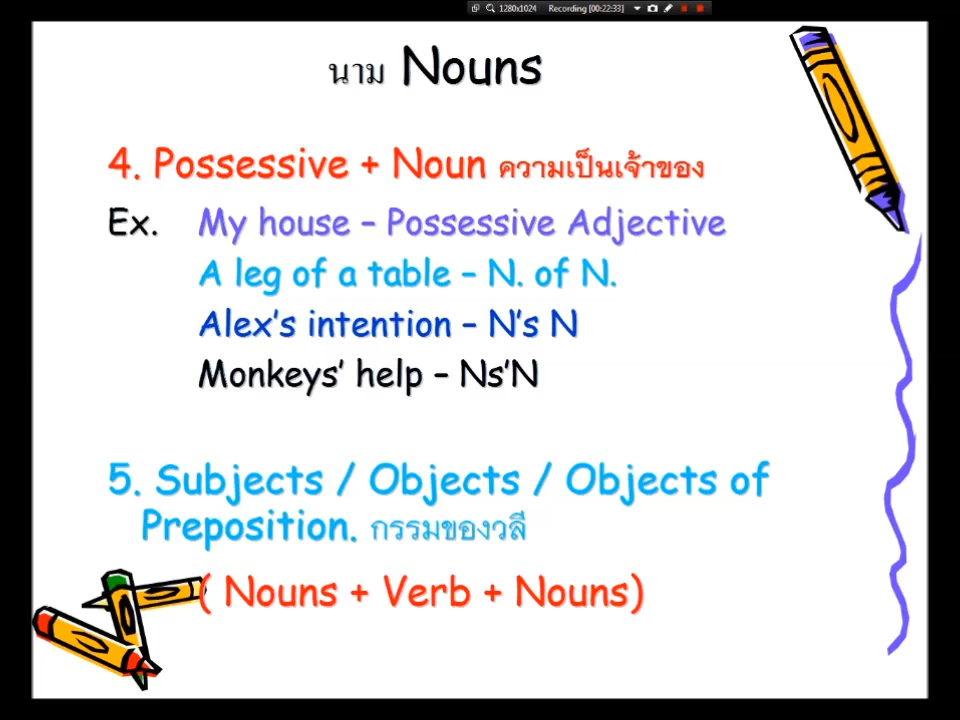 1280x1024 Recording [00:22:33]
นาม Nouns
4. Possessive + Noun ความเป็นเจ้าของ
Ex. My house – Possessive Adjective
A leg of a table – N. of N.
Alex’s intention – N’s N
Monkeys’ help – Ns’N
5. Subjects / Objects / Objects of
Preposition. กรรมของวลี
( Nouns + Verb + Nouns)